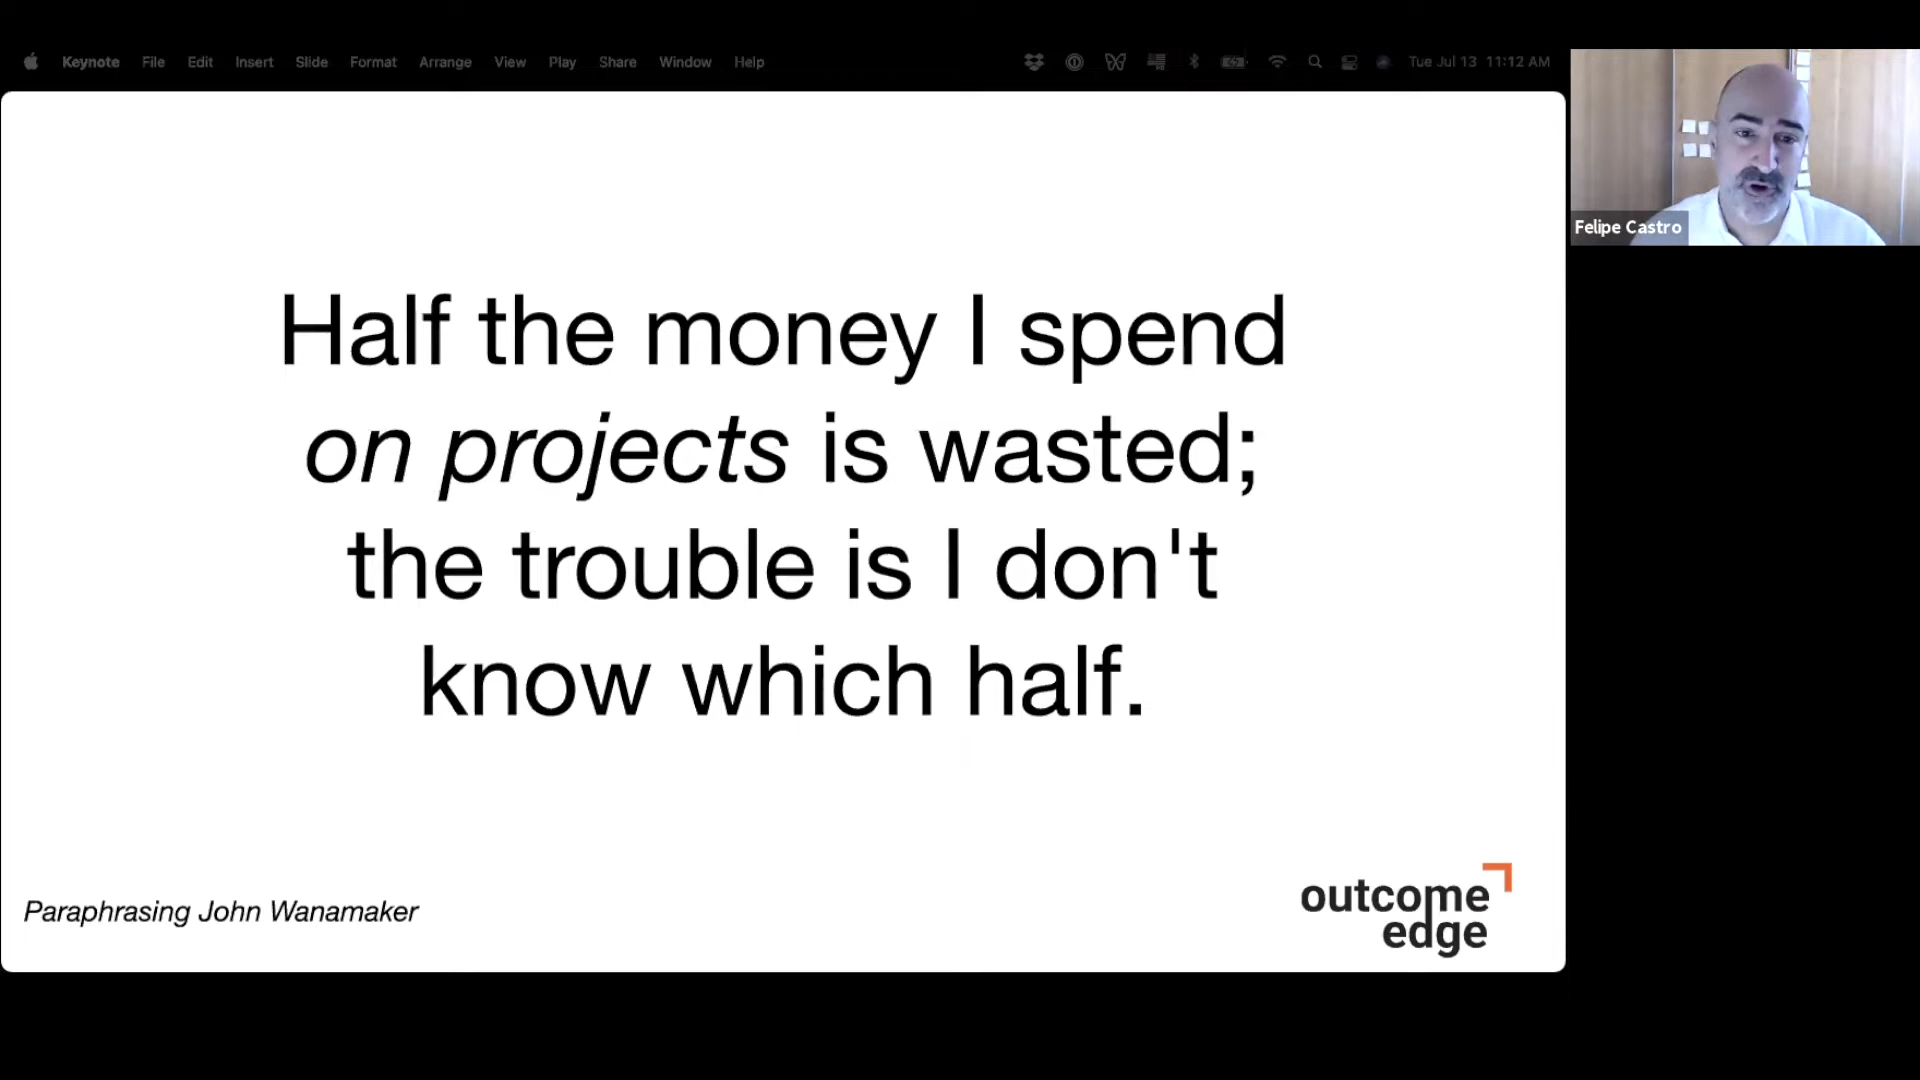 Keynote File Edit Insert Slide Format Arrange View Play Share Window Help Tue Jul 13 11:12 AM
Felipe Castro
Half the money I spend
on projects is wasted;
the trouble is I don't
know which half.
Paraphrasing John Wanamaker
outcome
edge